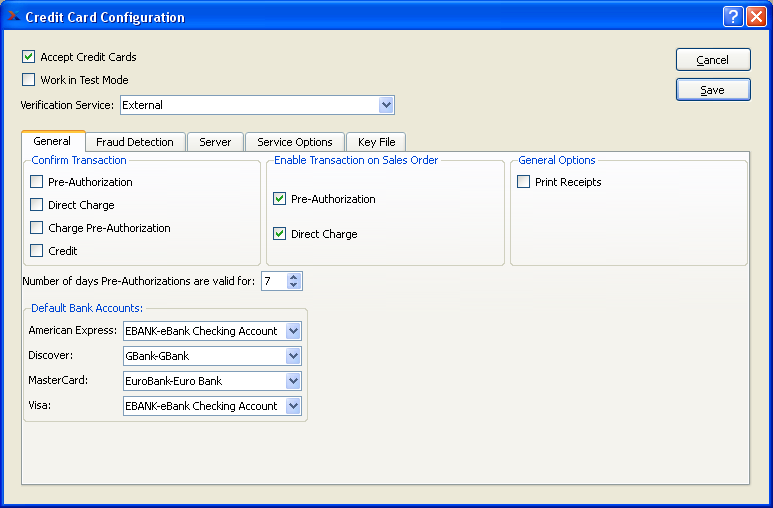 Credit Card Configuration
Accept Credit Cards
Work in Test Mode
Verification Service: External
Cancel
Save
General Fraud Detection Server Service Options Key File
Confirm Transaction
Pre-Authorization
Direct Charge
Charge Pre-Authorization
Credit
Enable Transaction on Sales Order
Pre-Authorization
Direct Charge
General Options
Print Receipts
Number of days Pre-Authorizations are valid for: 7
Default Bank Accounts:
American Express: EBANK-eBank Checking Account
Discover: GBank-GBank
MasterCard: EuroBank-Euro Bank
Visa: EBANK-eBank Checking Account